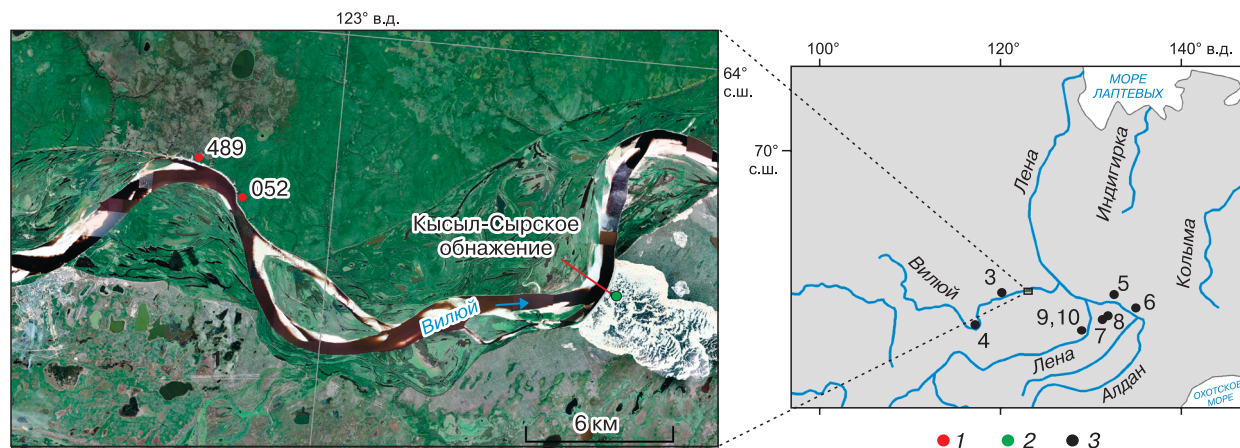 123° в.д.
64°
с.ш.
489
052
Кысыл-Сырское
обнажение
Вилюй
1
6 км
100°
120°
140° в.д.
МОРЕ
ЛАПТЕВЫХ
70°
с.ш.
Лена
Индигирка
Колыма
Вилюй
3
5
6
4
9, 10
7
8
Лена
Алдан
ОХОТСКОЕ
МОРЕ
1
2
3